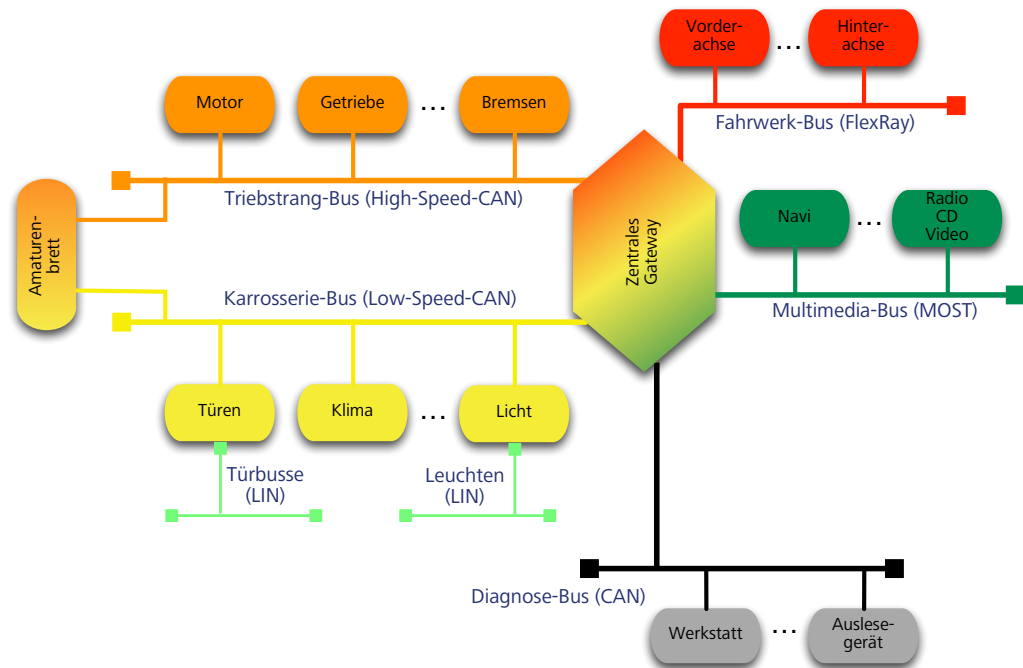 Vorder-
achse
...
Hinter-
achse
Motor
Getriebe
...
Bremsen
Fahrwerk-Bus (FlexRay)
Triebstrang-Bus (High-Speed-CAN)
Amaturen-
brett
Zentrales
Gateway
Navi
...
Radio
CD
Video
Karrosserie-Bus (Low-Speed-CAN)
Multimedia-Bus (MOST)
Türen
Klima
...
Licht
Türbusse
(LIN)
Leuchten
(LIN)
Diagnose-Bus (CAN)
Werkstatt
...
Auslese-
gerät